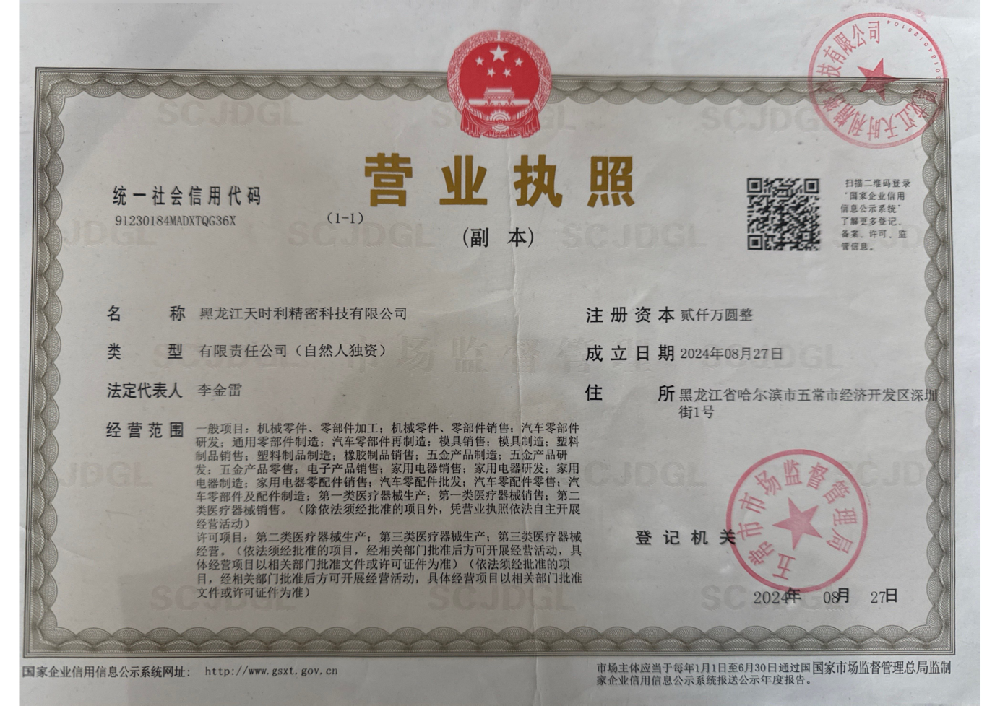 营业执照
(副 本)
(1-1)
统一社会信用代码
91230184MADXTQG36X
扫描二维码登录
“国家企业信用
信息公示系统”
了解更多登记、
备案、许可、监
管信息。
名 称 黑龙江天时利精密科技有限公司
类 型 有限责任公司（自然人独资）
法定代表人 李金雷
经营范围 一般项目：机械零件、零部件加工；机械零件、零部件销售；汽车零部件
研发；通用零部件制造；汽车零部件再制造；模具销售；模具制造；塑料
制品销售；塑料制品制造；橡胶制品销售；五金产品制造；五金产品研
发；五金产品零售；电子产品销售；家用电器销售；家用电器研发；家用
电器制造；家用电器零配件销售；汽车零配件批发；汽车零配件零售；汽
车零部件及配件制造；第一类医疗器械生产；第一类医疗器械销售；第二
类医疗器械销售。（除依法须经批准的项目外，凭营业执照依法自主开展
经营活动）
许可项目：第二类医疗器械生产；第三类医疗器械生产；第三类医疗器械
经营。（依法须经批准的项目，经相关部门批准后方可开展经营活动，具
体经营项目以相关部门批准文件或许可证件为准）（依法须经批准的项
目，经相关部门批准后方可开展经营活动，具体经营项目以相关部门批准
文件或许可证件为准）
注册资本 贰仟万圆整
成立日期 2024年08月27日
住 所 黑龙江省哈尔滨市五常市经济开发区深圳
街1号
登记机关
五常市市场监督管理局
2024年 08月 27日
黑龙江天时利精密科技有限公司
国家企业信用信息公示系统网址： http://www.gsxt.gov.cn
市场主体应当于每年1月1日至6月30日通过国
家企业信用信息公示系统报送公示年度报告。
国家市场监督管理总局监制